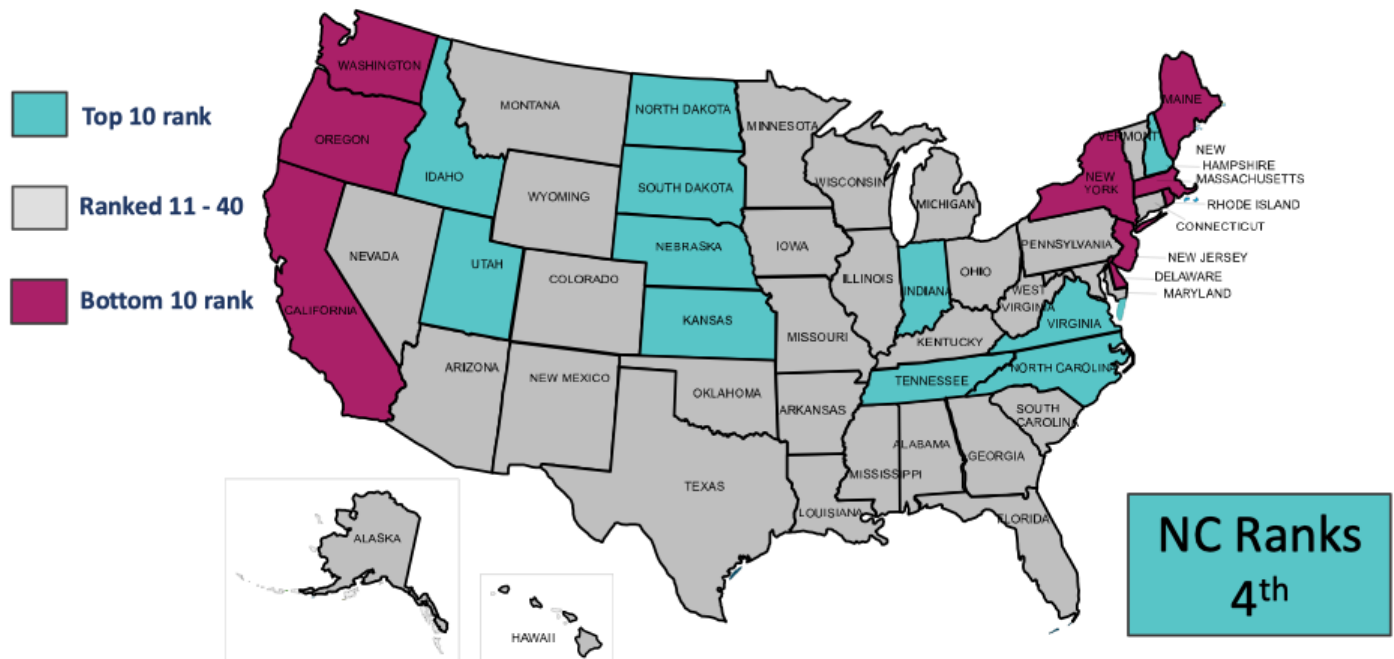 Top 10 rank
Ranked 11 - 40
Bottom 10 rank
WASHINGTON
OREGON
CALIFORNIA
IDAHO
NEVADA
UTAH
ARIZONA
MONTANA
WYOMING
COLORADO
NEW MEXICO
NORTH DAKOTA
SOUTH DAKOTA
NEBRASKA
KANSAS
OKLAHOMA
TEXAS
MINNESOTA
IOWA
MISSOURI
ARKANSAS
LOUISIANA
WISCONSIN
ILLINOIS
MICHIGAN
INDIANA
OHIO
KENTUCKY
TENNESSEE
MISSISSIPPI
ALABAMA
GEORGIA
FLORIDA
SOUTH
CAROLINA
NORTH CAROLINA
VIRGINIA
WEST
VIRGINIA
PENNSYLVANIA
NEW
YORK
VERMONT
MAINE
NEW
HAMPSHIRE
MASSACHUSETTS
RHODE ISLAND
CONNECTICUT
NEW JERSEY
DELAWARE
MARYLAND
ALASKA
HAWAII
NC Ranks
4th